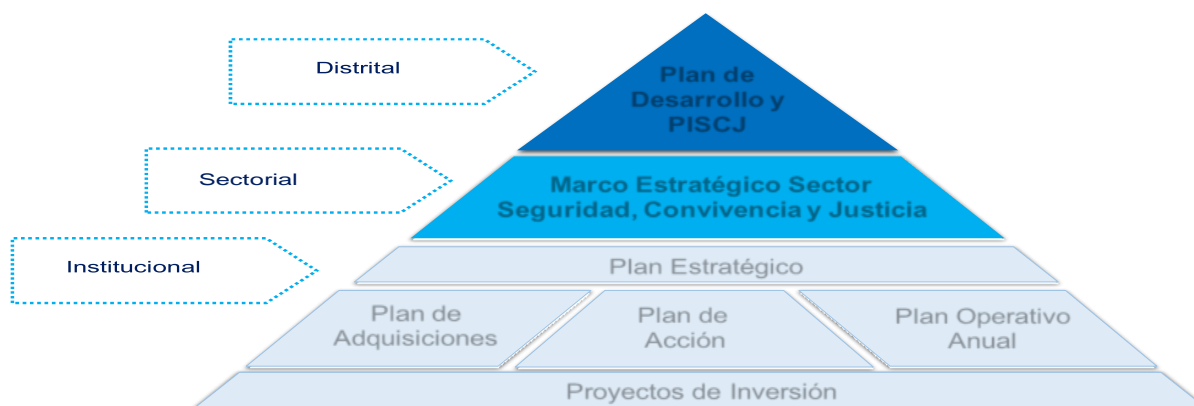 Distrital
Plan de
Desarrollo y
PISCJ
Sectorial
Marco Estratégico Sector
Seguridad, Convivencia y Justicia
Institucional
Plan Estratégico
Plan de
Adquisiciones
Plan de
Acción
Plan Operativo
Anual
Proyectos de Inversión